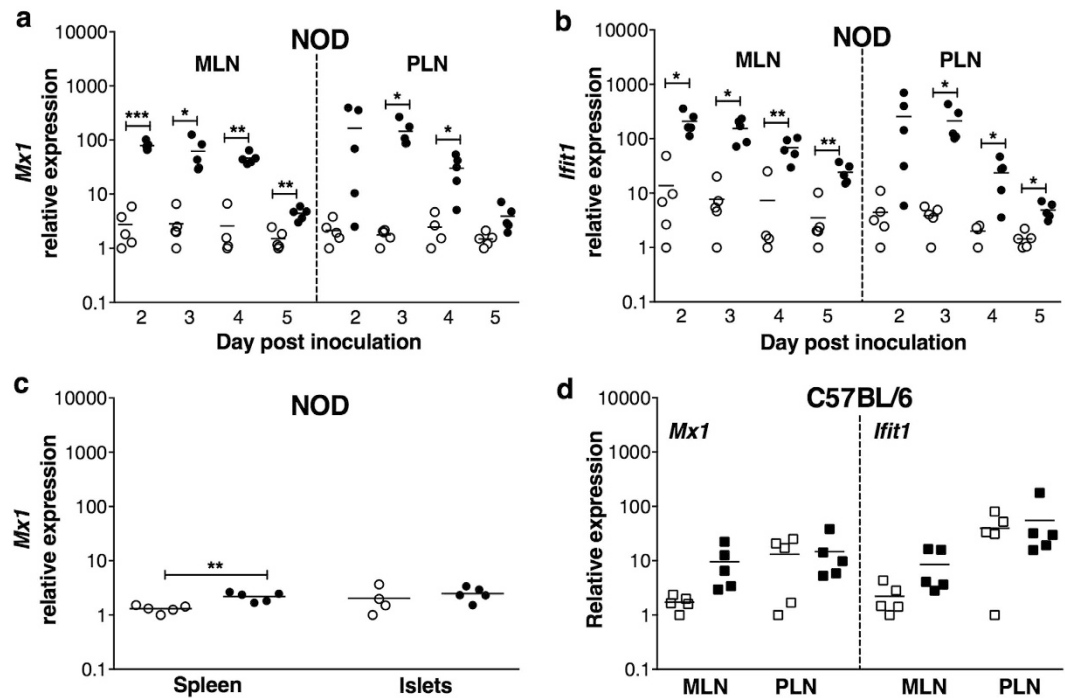 a
NOD
MLN
PLN
Mx1
relative expression
10000
1000
100
10
1
0.1
***
*
**
**
*
*
2 3 4 5 2 3 4 5
Day post inoculation
b
NOD
MLN
PLN
Ifit1
relative expression
10000
1000
100
10
1
0.1
*
*
**
**
*
*
*
2 3 4 5 2 3 4 5
Day post inoculation
c
NOD
Mx1
relative expression
10000
1000
100
10
1
0.1
**
Spleen Islets
d
C57BL/6
Mx1 Ifit1
Relative expression
10000
1000
100
10
1
0.1
MLN PLN MLN PLN